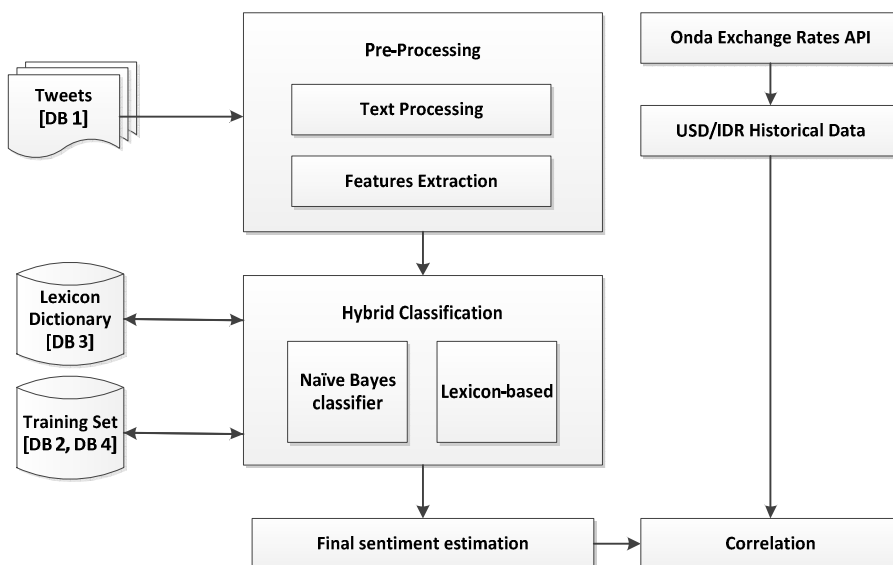 Tweets
[DB 1]
Pre-Processing
Text Processing
Features Extraction
Onda Exchange Rates API
USD/IDR Historical Data
Lexicon
Dictionary
[DB 3]
Training Set
[DB 2, DB 4]
Hybrid Classification
Naïve Bayes
classifier
Lexicon-based
Final sentiment estimation
Correlation